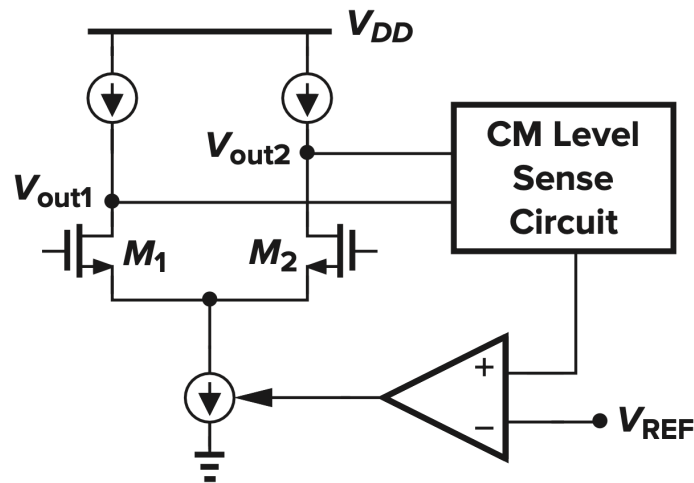 VDD
CM Level
Sense
Circuit
Vout2
Vout1
M1
M2
+
−
VREF